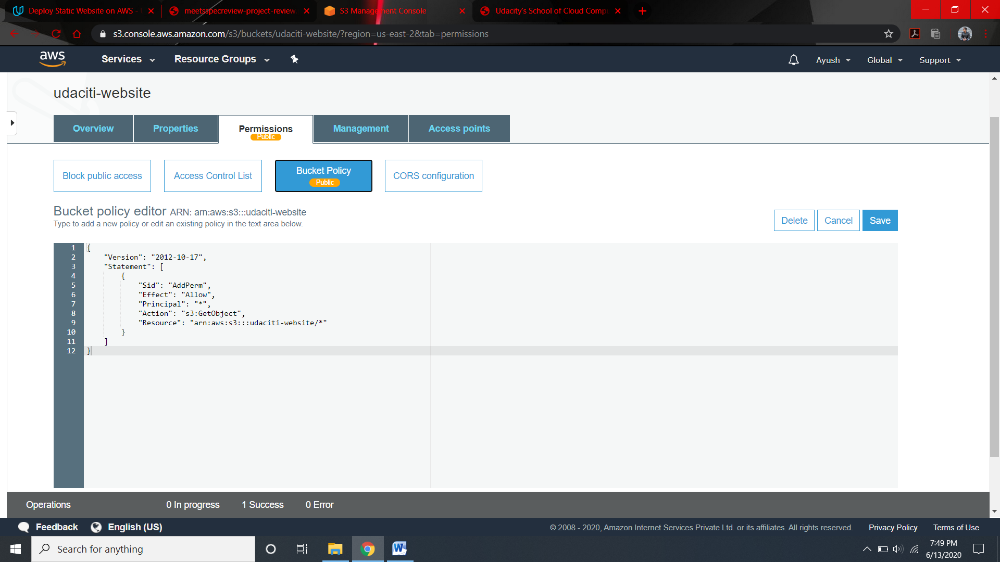 Deploy Static Website on AWS -
meetsspecreview-project-review.
S3 Management Console
Udacity's School of Cloud Comp
s3.console.aws.amazon.com/s3/buckets/udaciti-website/?region=us-east-2&tab=permissions
aws
Services
Resource Groups
Ayush
Global
Support
udaciti-website
Overview
Properties
Permissions
Public
Management
Access points
Block public access
Access Control List
Bucket Policy
Public
CORS configuration
Bucket policy editor ARN: arn:aws:s3:::udaciti-website
Type to add a new policy or edit an existing policy in the text area below.
Delete
Cancel
Save
1 {
2 "Version": "2012-10-17",
3 "Statement": [
4 {
5 "Sid": "AddPerm",
6 "Effect": "Allow",
7 "Principal": "*",
8 "Action": "s3:GetObject",
9 "Resource": "arn:aws:s3:::udaciti-website/*"
10 }
11 ]
12 }
Operations
0 In progress
1 Success
0 Error
Feedback
English (US)
© 2008 - 2020, Amazon Internet Services Private Ltd. or its affiliates. All rights reserved.
Privacy Policy
Terms of Use
Search for anything
7:49 PM
6/13/2020